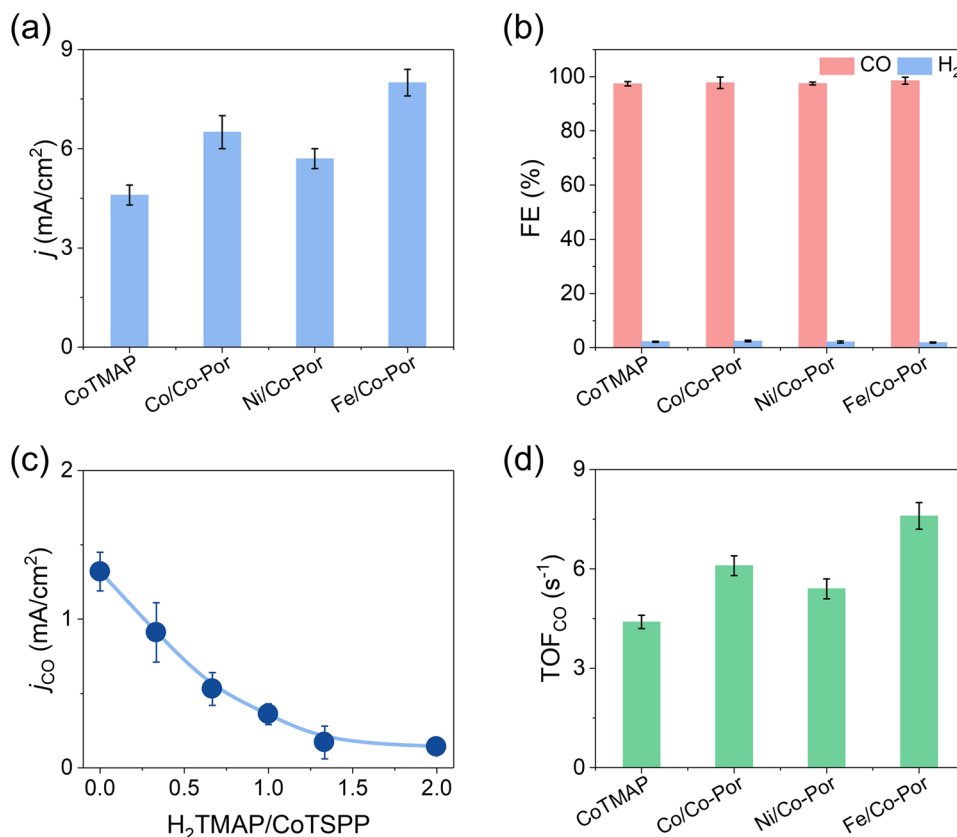 (a)
9
6
3
0
j (mA/cm²)
CoTMAP
Co/Co-Por
Ni/Co-Por
Fe/Co-Por
(b)
CO
H₂
100
80
60
40
20
0
FE (%)
CoTMAP
Co/Co-Por
Ni/Co-Por
Fe/Co-Por
(c)
2
1
0
j_CO (mA/cm²)
0.0
0.5
1.0
1.5
2.0
H₂TMAP/CoTSPP
(d)
9
6
3
0
TOF_CO (s⁻¹)
CoTMAP
Co/Co-Por
Ni/Co-Por
Fe/Co-Por